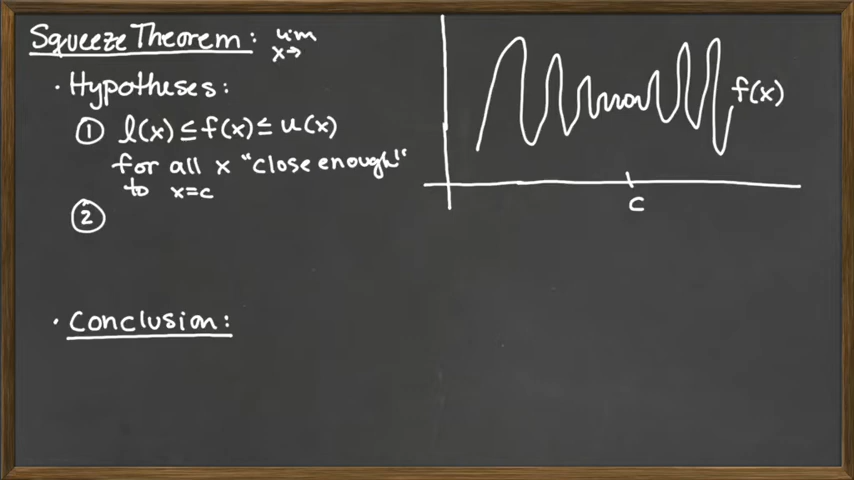 Squeeze Theorem: lim
x→
· Hypotheses:
① l(x) ≤ f(x) ≤ u(x)
for all x "close enough!"
to x=c
②
· Conclusion:
f(x)
c